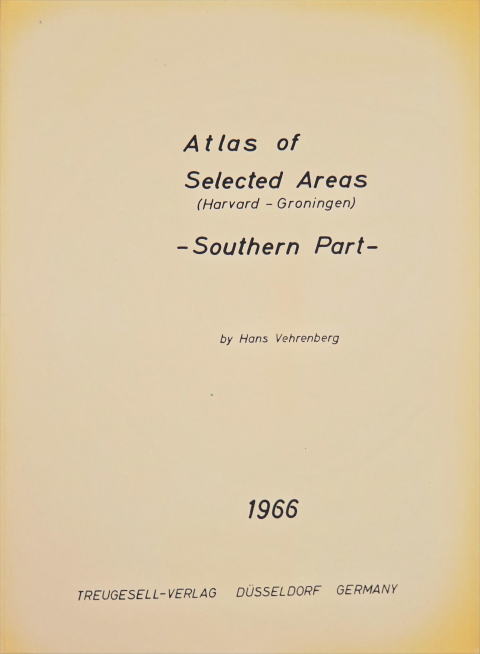 Atlas of
Selected Areas
(Harvard - Groningen)
-Southern Part-
by Hans Vehrenberg
1966
TREUGESELL-VERLAG DÜSSELDORF GERMANY